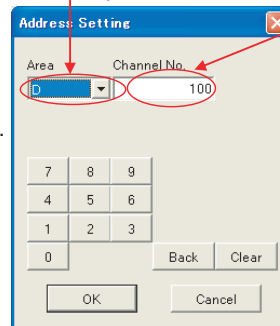 Address Setting
Area Channel No.
D 100
.
7 8 9
4 5 6
1 2 3
0 Back Clear
OK Cancel